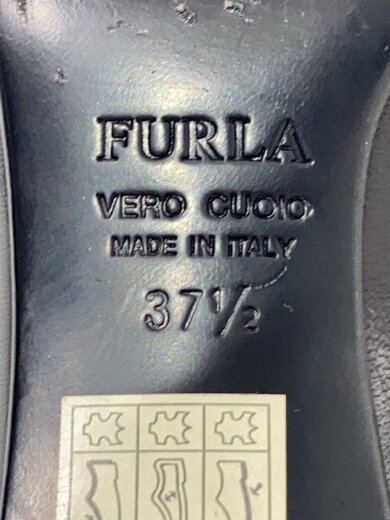 FURLA
VERO CUOIO
MADE IN ITALY
37½